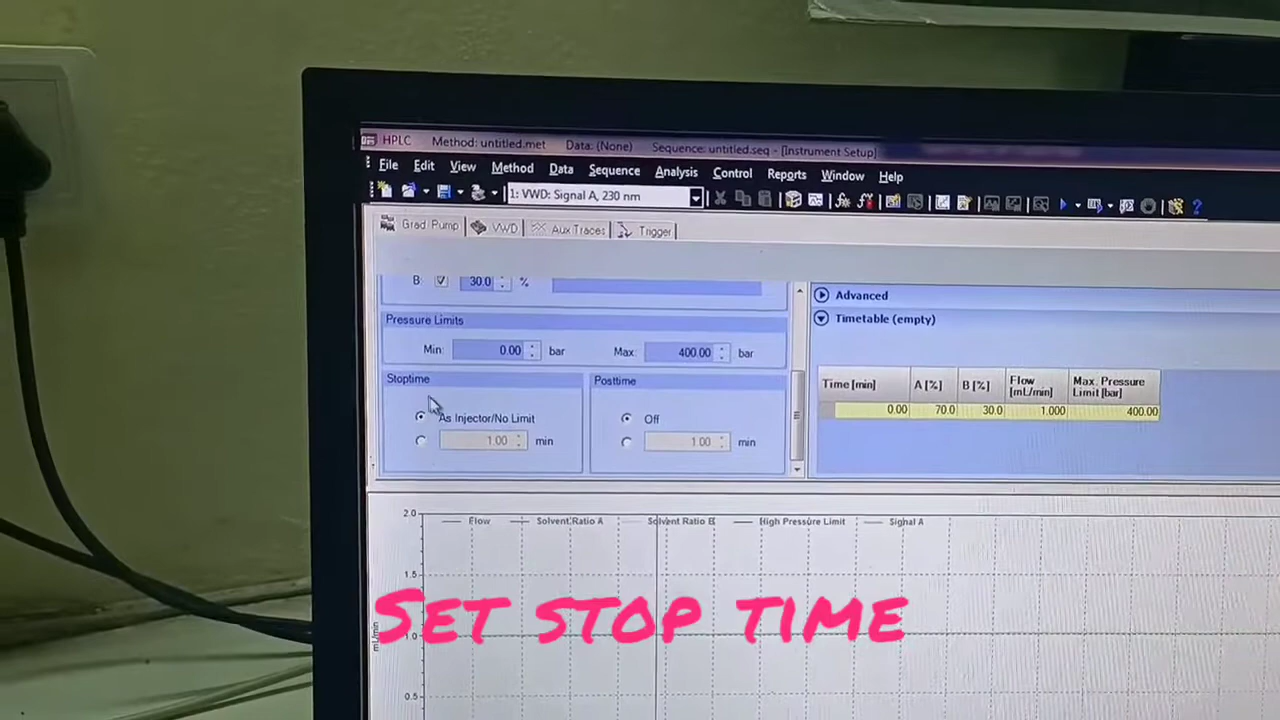 HPLC Method: untitled.met Data: (None) Sequence: untitled.seq - [Instrument Setup]
File Edit View Method Data Sequence Analysis Control Reports Window Help
1: VWD: Signal A, 230 nm
Grad Pump VWD Aux Traces Trigger
B: 30.0 %
Advanced
Pressure Limits
Timetable (empty)
Min: 0.00 bar Max: 400.00 bar
Stoptime Posttime
Time [min] A [%] B [%] Flow [mL/min] Max. Pressure Limit [bar]
0.00 70.0 30.0 1.000 400.00
As Injector/No Limit Off
1.00 min 1.00 min
2.0
Flow Solvent Ratio A Solvent Ratio B High Pressure Limit Signal A
1.5
SET STOP TIME
1.0
mL/min
0.5